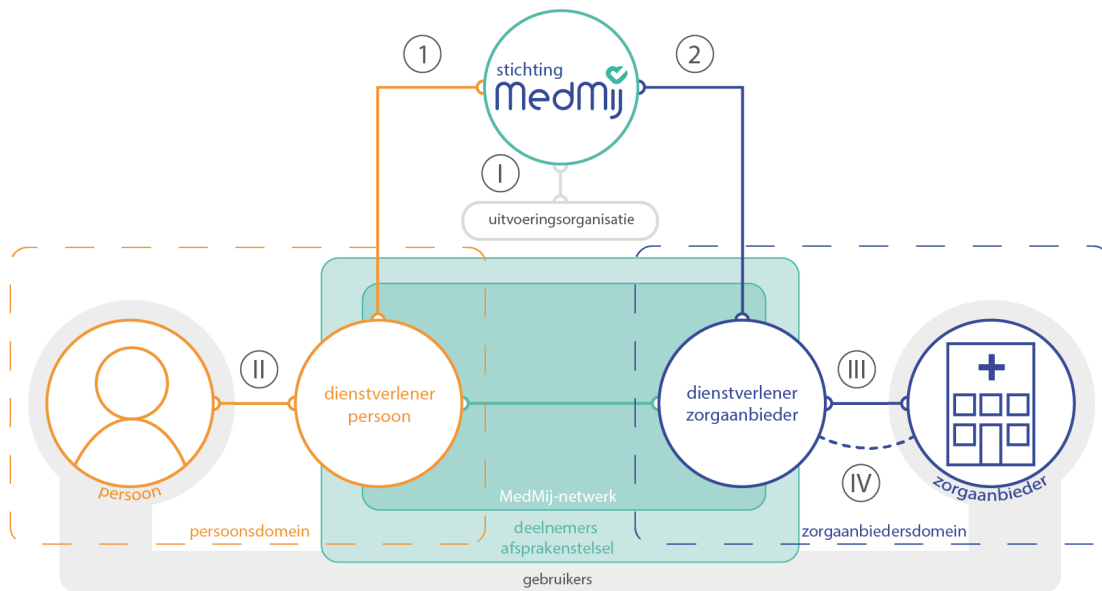 1
2
stichting
MedMij
I
uitvoeringsorganisatie
II
III
dienstverlener
persoon
dienstverlener
zorgaanbieder
IV
persoon
zorgaanbieder
MedMij-netwerk
persoonsdomein
deelnemers
afsprakenstelsel
zorgaanbiedersdomein
gebruikers